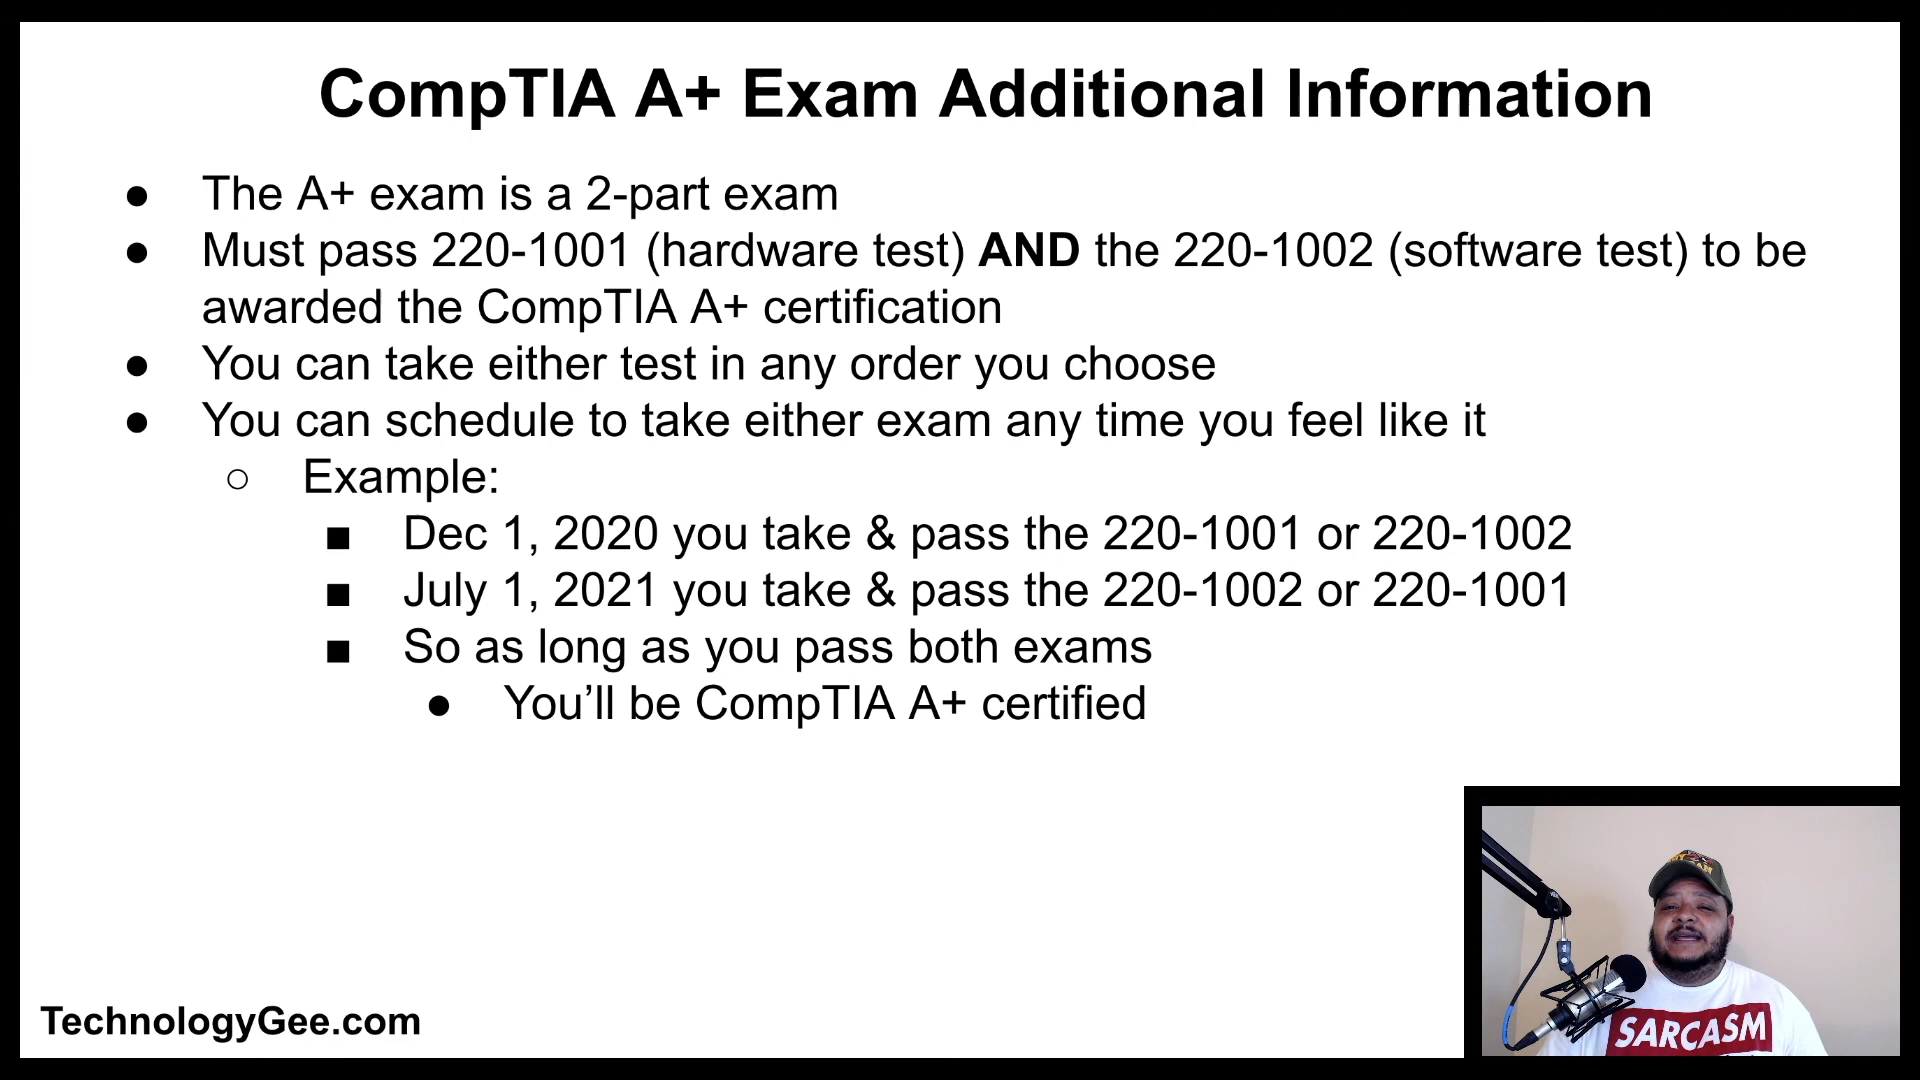 CompTIA A+ Exam Additional Information
● The A+ exam is a 2-part exam
● Must pass 220-1001 (hardware test) AND the 220-1002 (software test) to be
awarded the CompTIA A+ certification
● You can take either test in any order you choose
● You can schedule to take either exam any time you feel like it
○ Example:
■ Dec 1, 2020 you take & pass the 220-1001 or 220-1002
■ July 1, 2021 you take & pass the 220-1002 or 220-1001
■ So as long as you pass both exams
● You’ll be CompTIA A+ certified
TechnologyGee.com
SARCASM